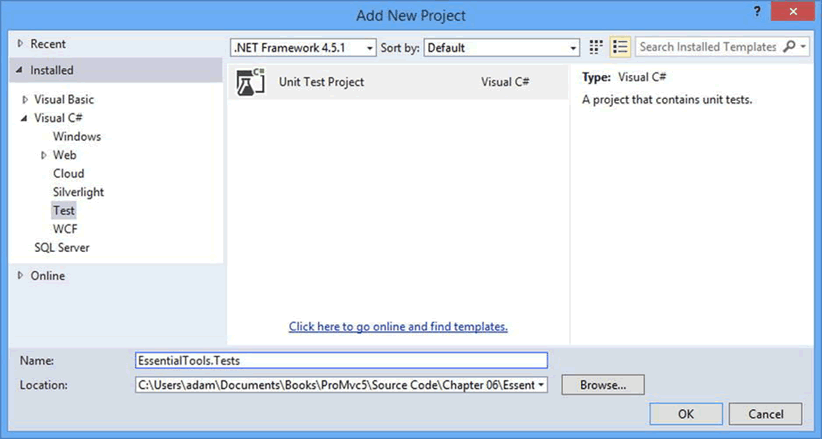 Add New Project
?
Recent
Installed
Visual Basic
Visual C#
Windows
Web
Cloud
Silverlight
Test
WCF
SQL Server
Online
.NET Framework 4.5.1 Sort by: Default
Search Installed Templates
C# Unit Test Project Visual C#
Click here to go online and find templates.
Type: Visual C#
A project that contains unit tests.
Name: EssentialTools.Tests
Location: C:\Users\adam\Documents\Books\ProMvc5\Source Code\Chapter 06\Essent Browse...
OK Cancel